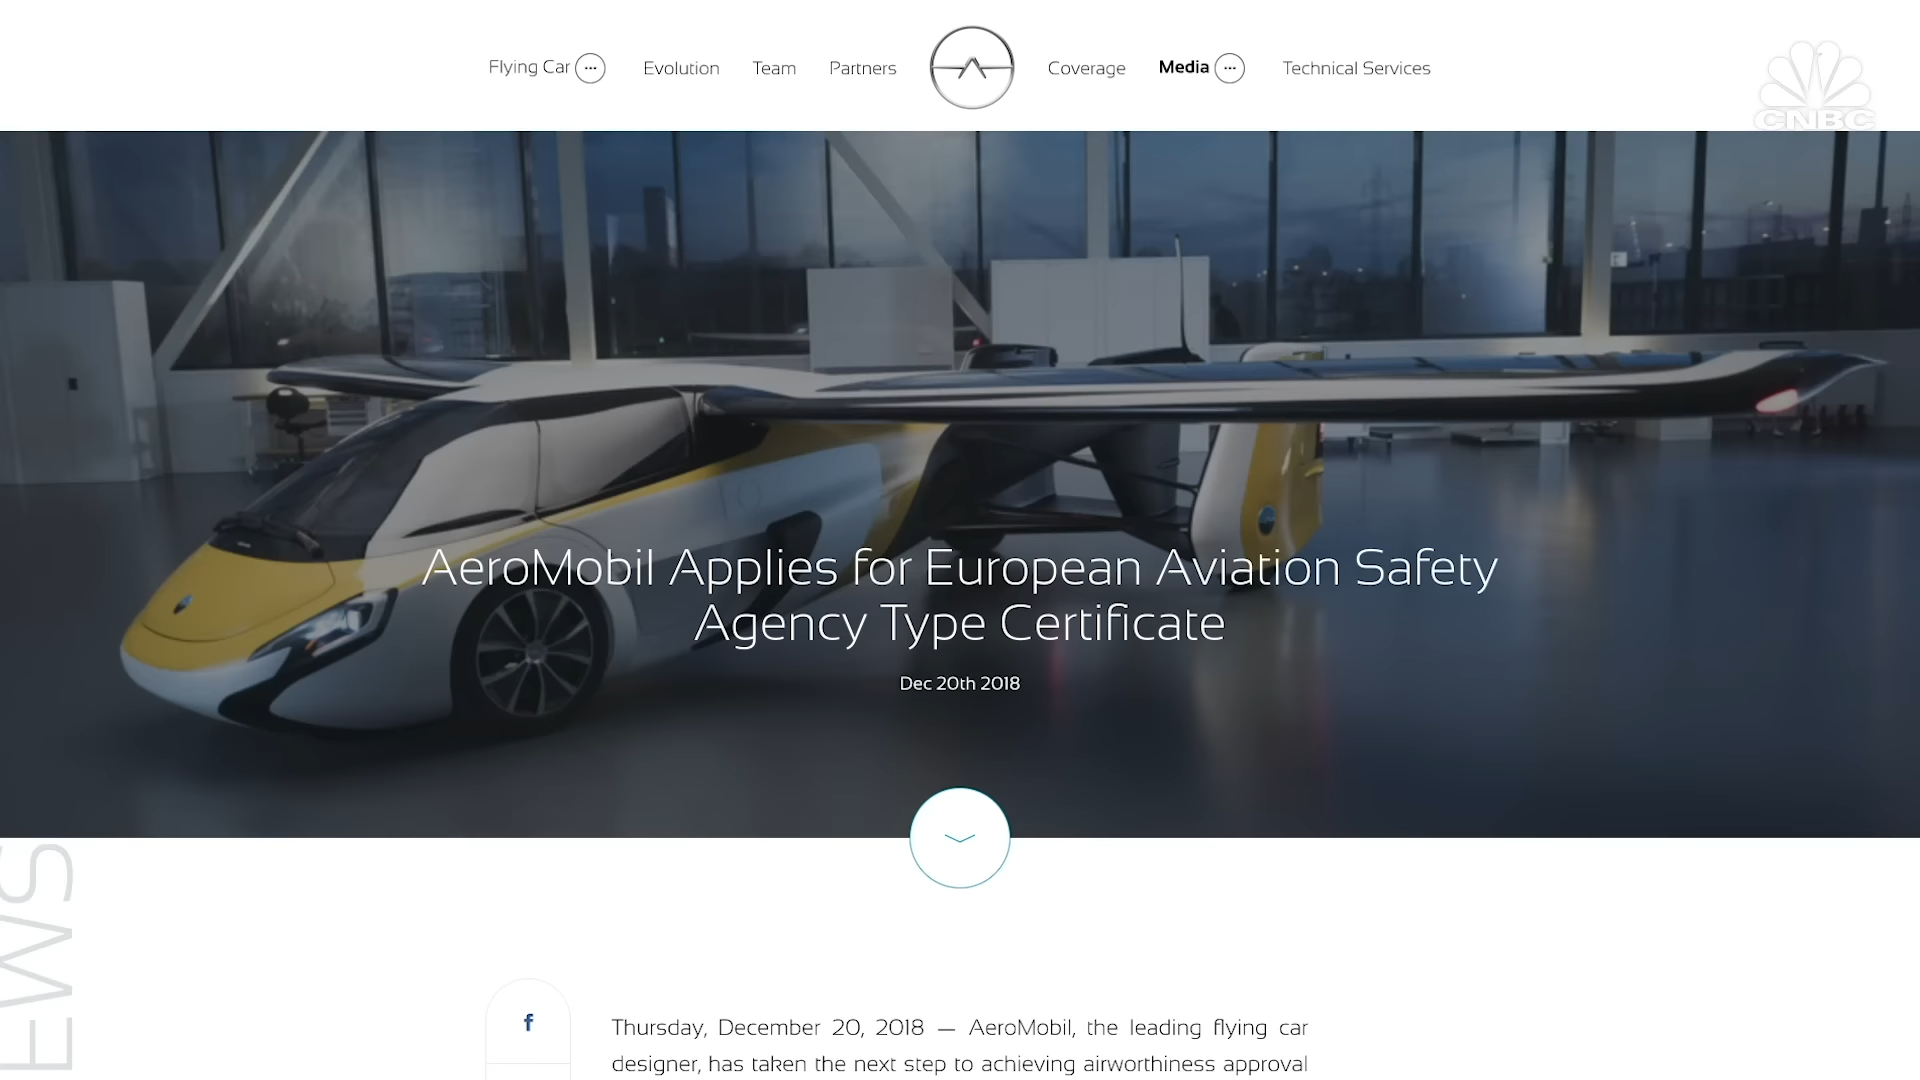 Flying Car ... Evolution Team Partners Coverage Media ... Technical Services
CNBC
AeroMobil Applies for European Aviation Safety
Agency Type Certificate
Dec 20th 2018
EWS
f
Thursday, December 20, 2018 — AeroMobil, the leading flying car
designer, has taken the next step to achieving airworthiness approval